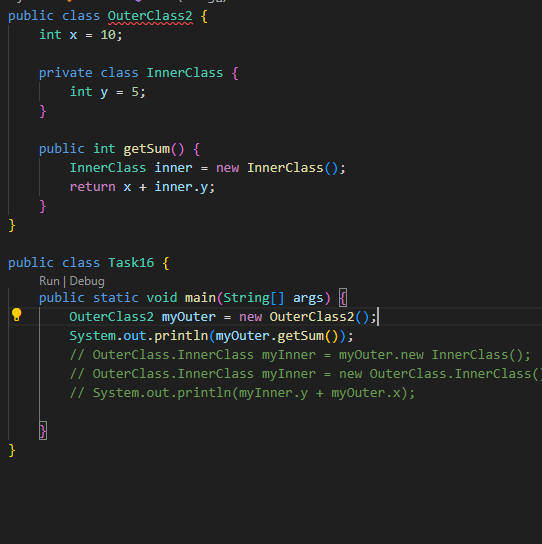 public class OuterClass2 {
    int x = 10;
    private class InnerClass {
        int y = 5;
    }
    public int getSum() {
        InnerClass inner = new InnerClass();
        return x + inner.y;
    }
}
public class Task16 {
    Run | Debug
    public static void main(String[] args) {
        OuterClass2 myOuter = new OuterClass2();
        System.out.println(myOuter.getSum());
        // OuterClass.InnerClass myInner = myOuter.new InnerClass();
        // OuterClass.InnerClass myInner = new OuterClass.InnerClass()
        // System.out.println(myInner.y + myOuter.x);
    }
}